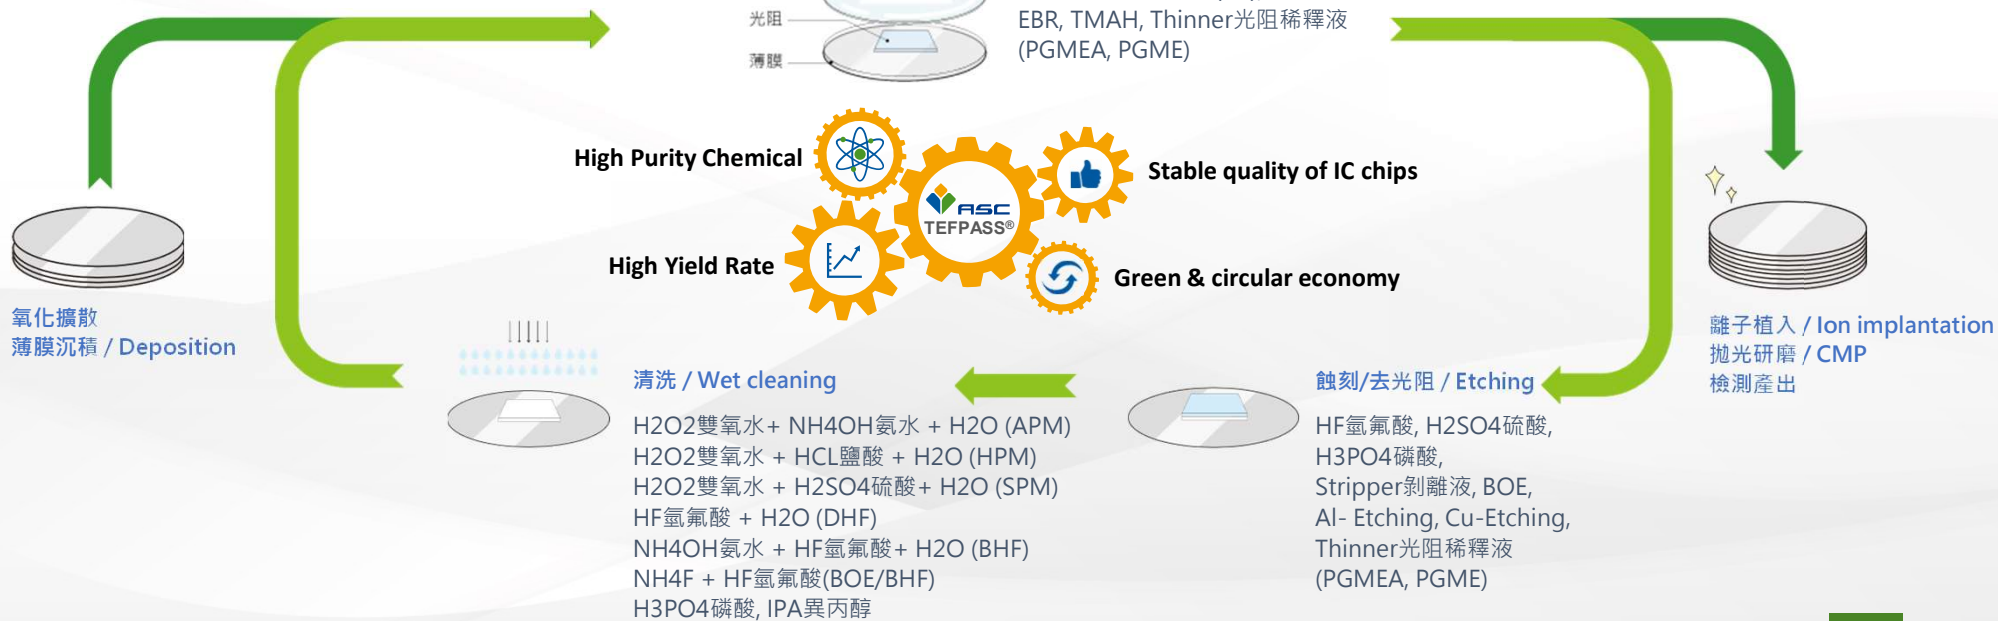 光阻
薄膜
EBR, TMAH, Thinner光阻稀釋液
(PGMEA, PGME)
High Purity Chemical
High Yield Rate
ASC
TEFPASS®
Stable quality of IC chips
Green & circular economy
氧化擴散
薄膜沉積 / Deposition
清洗 / Wet cleaning
H2O2雙氧水+ NH4OH氨水 + H2O (APM)
H2O2雙氧水 + HCL鹽酸 + H2O (HPM)
H2O2雙氧水 + H2SO4硫酸+ H2O (SPM)
HF氫氟酸 + H2O (DHF)
NH4OH氨水 + HF氫氟酸+ H2O (BHF)
NH4F + HF氫氟酸(BOE/BHF)
H3PO4磷酸, IPA異丙醇
蝕刻/去光阻 / Etching
HF氫氟酸, H2SO4硫酸,
H3PO4磷酸,
Stripper剝離液, BOE,
Al- Etching, Cu-Etching,
Thinner光阻稀釋液
(PGMEA, PGME)
離子植入 / Ion implantation
拋光研磨 / CMP
檢測產出